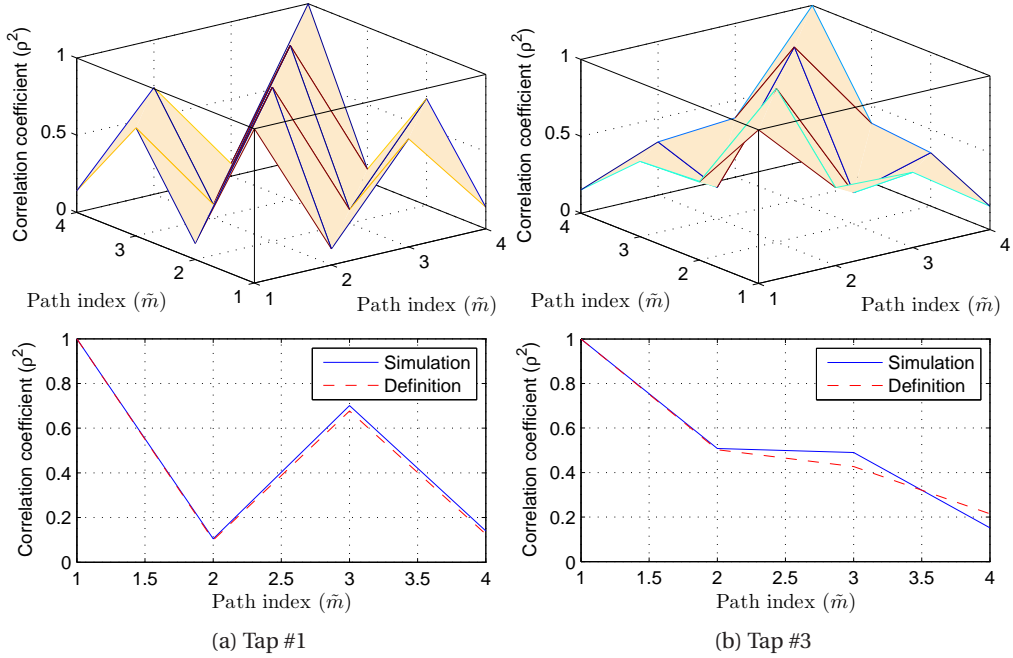 Correlation coefficient (ρ²)
1
0.5
0
4
3
2
1
1
2
3
4
Path index (m̃)
Path index (m̃)
Correlation coefficient (ρ²)
1
0.5
0
4
3
2
1
1
2
3
4
Path index (m̃)
Path index (m̃)
Correlation coefficient (ρ²)
1
0.8
0.6
0.4
0.2
0
Simulation
Definition
1 1.5 2 2.5 3 3.5 4
Path index (m̃)
(a) Tap #1
Correlation coefficient (ρ²)
1
0.8
0.6
0.4
0.2
0
Simulation
Definition
1 1.5 2 2.5 3 3.5 4
Path index (m̃)
(b) Tap #3